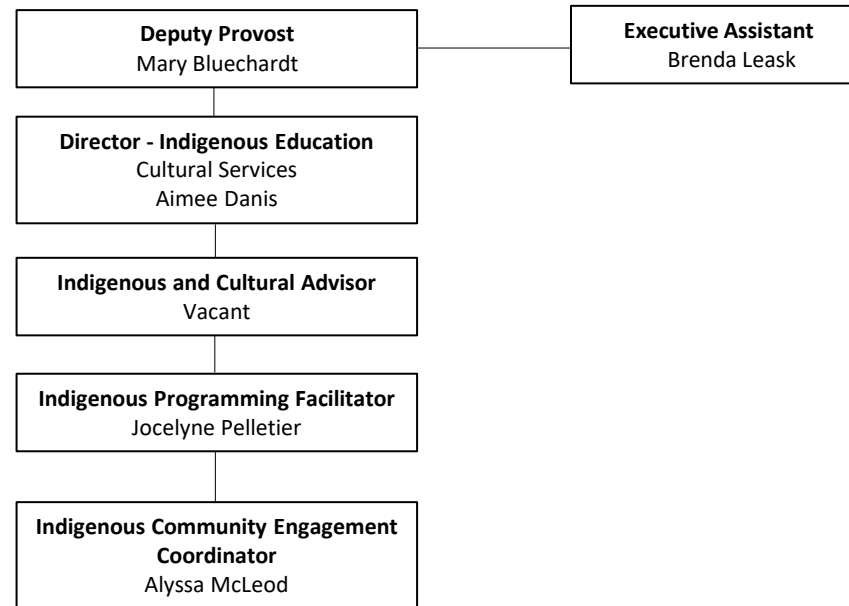 Deputy Provost
Mary Bluechardt
Executive Assistant
Brenda Leask
Director - Indigenous Education
Cultural Services
Aimee Danis
Indigenous and Cultural Advisor
Vacant
Indigenous Programming Facilitator
Jocelyne Pelletier
Indigenous Community Engagement
Coordinator
Alyssa McLeod